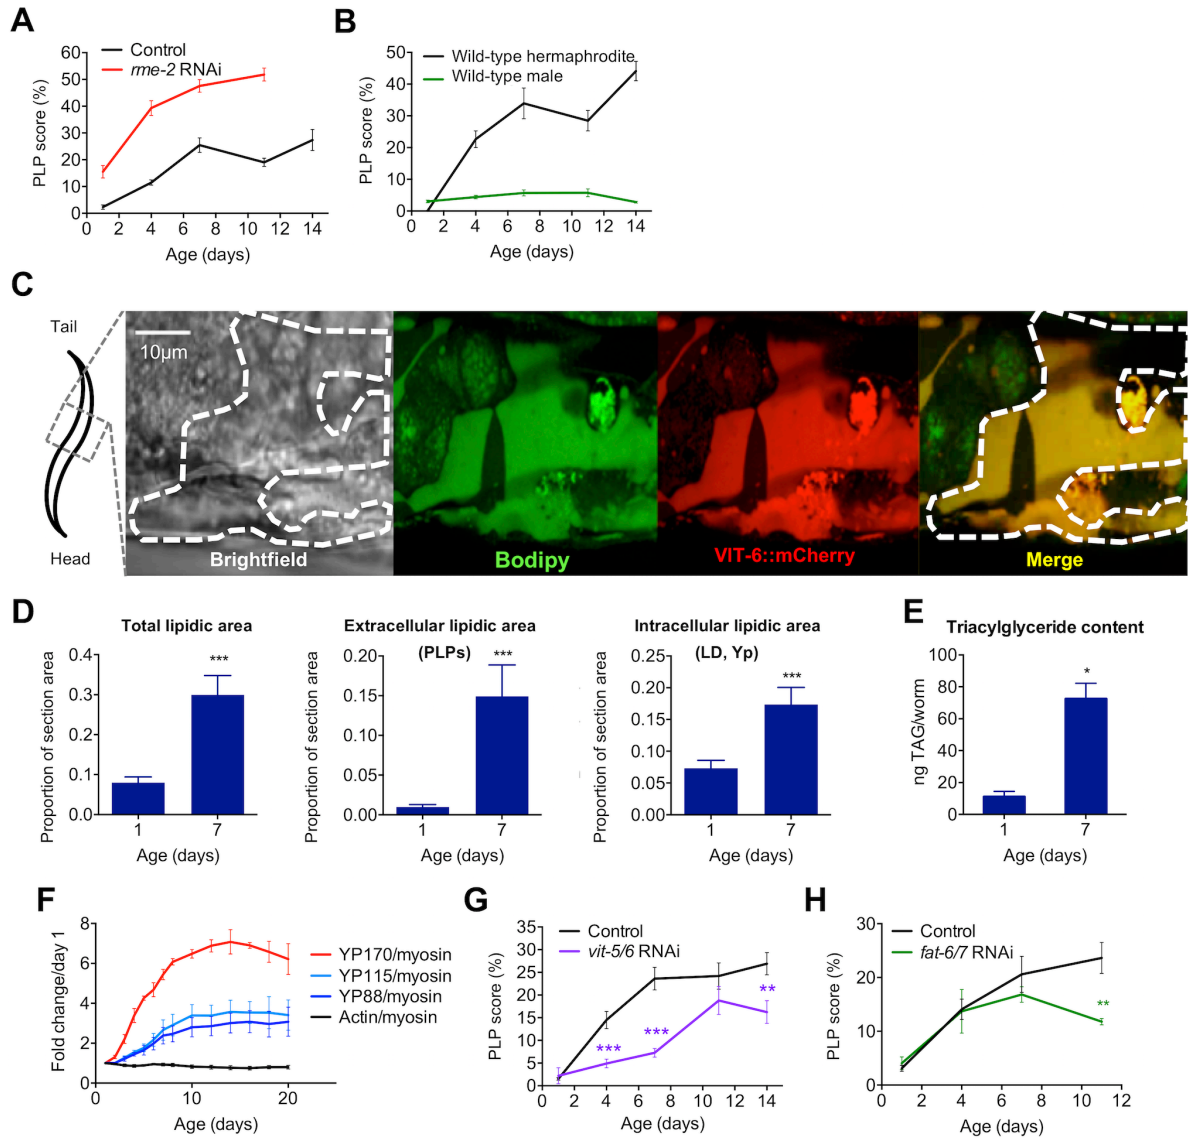 A
Control
rme-2 RNAi
PLP score (%)
60
50
40
30
20
10
0
0 2 4 6 8 10 12 14
Age (days)
B
Wild-type hermaphrodite
Wild-type male
PLP score (%)
50
40
30
20
10
0
0 2 4 6 8 10 12 14
Age (days)
C
Tail
Head
10μm
Brightfield
Bodipy
VIT-6::mCherry
Merge
D
Total lipidic area
Proportion of section area
0.4
0.3
0.2
0.1
0.0
***
1 7
Age (days)
Extracellular lipidic area
(PLPs)
Proportion of section area
0.20
0.15
0.10
0.05
0.00
***
1 7
Age (days)
Intracellular lipidic area
(LD, Yp)
Proportion of section area
0.25
0.20
0.15
0.10
0.05
0.00
***
1 7
Age (days)
E
Triacylglyceride content
ng TAG/worm
100
80
60
40
20
0
*
1 7
Age (days)
F
Fold change/day 1
8
6
4
2
0
0 10 20
Age (days)
YP170/myosin
YP115/myosin
YP88/myosin
Actin/myosin
G
Control
vit-5/6 RNAi
PLP score (%)
35
30
25
20
15
10
5
0
***
***
**
0 2 4 6 8 10 12 14
Age (days)
H
Control
fat-6/7 RNAi
PLP score (%)
30
20
10
0
**
0 2 4 6 8 10 12
Age (days)